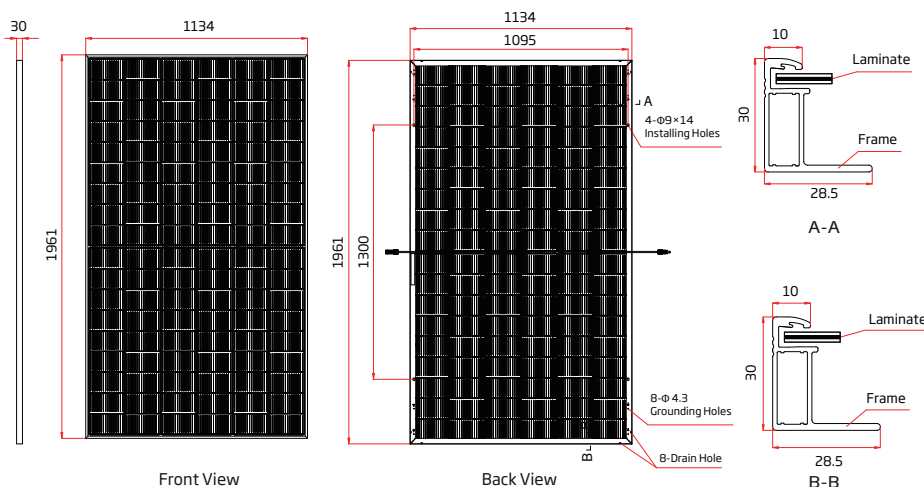 30
1134
1961
Front View
1134
1095
1961
1300
A
4-Φ9×14
Installing Holes
8-Φ 4.3
Grounding Holes
8-Drain Hole
B
Back View
10
Laminate
30
Frame
28.5
A-A
10
Laminate
30
Frame
28.5
B-B